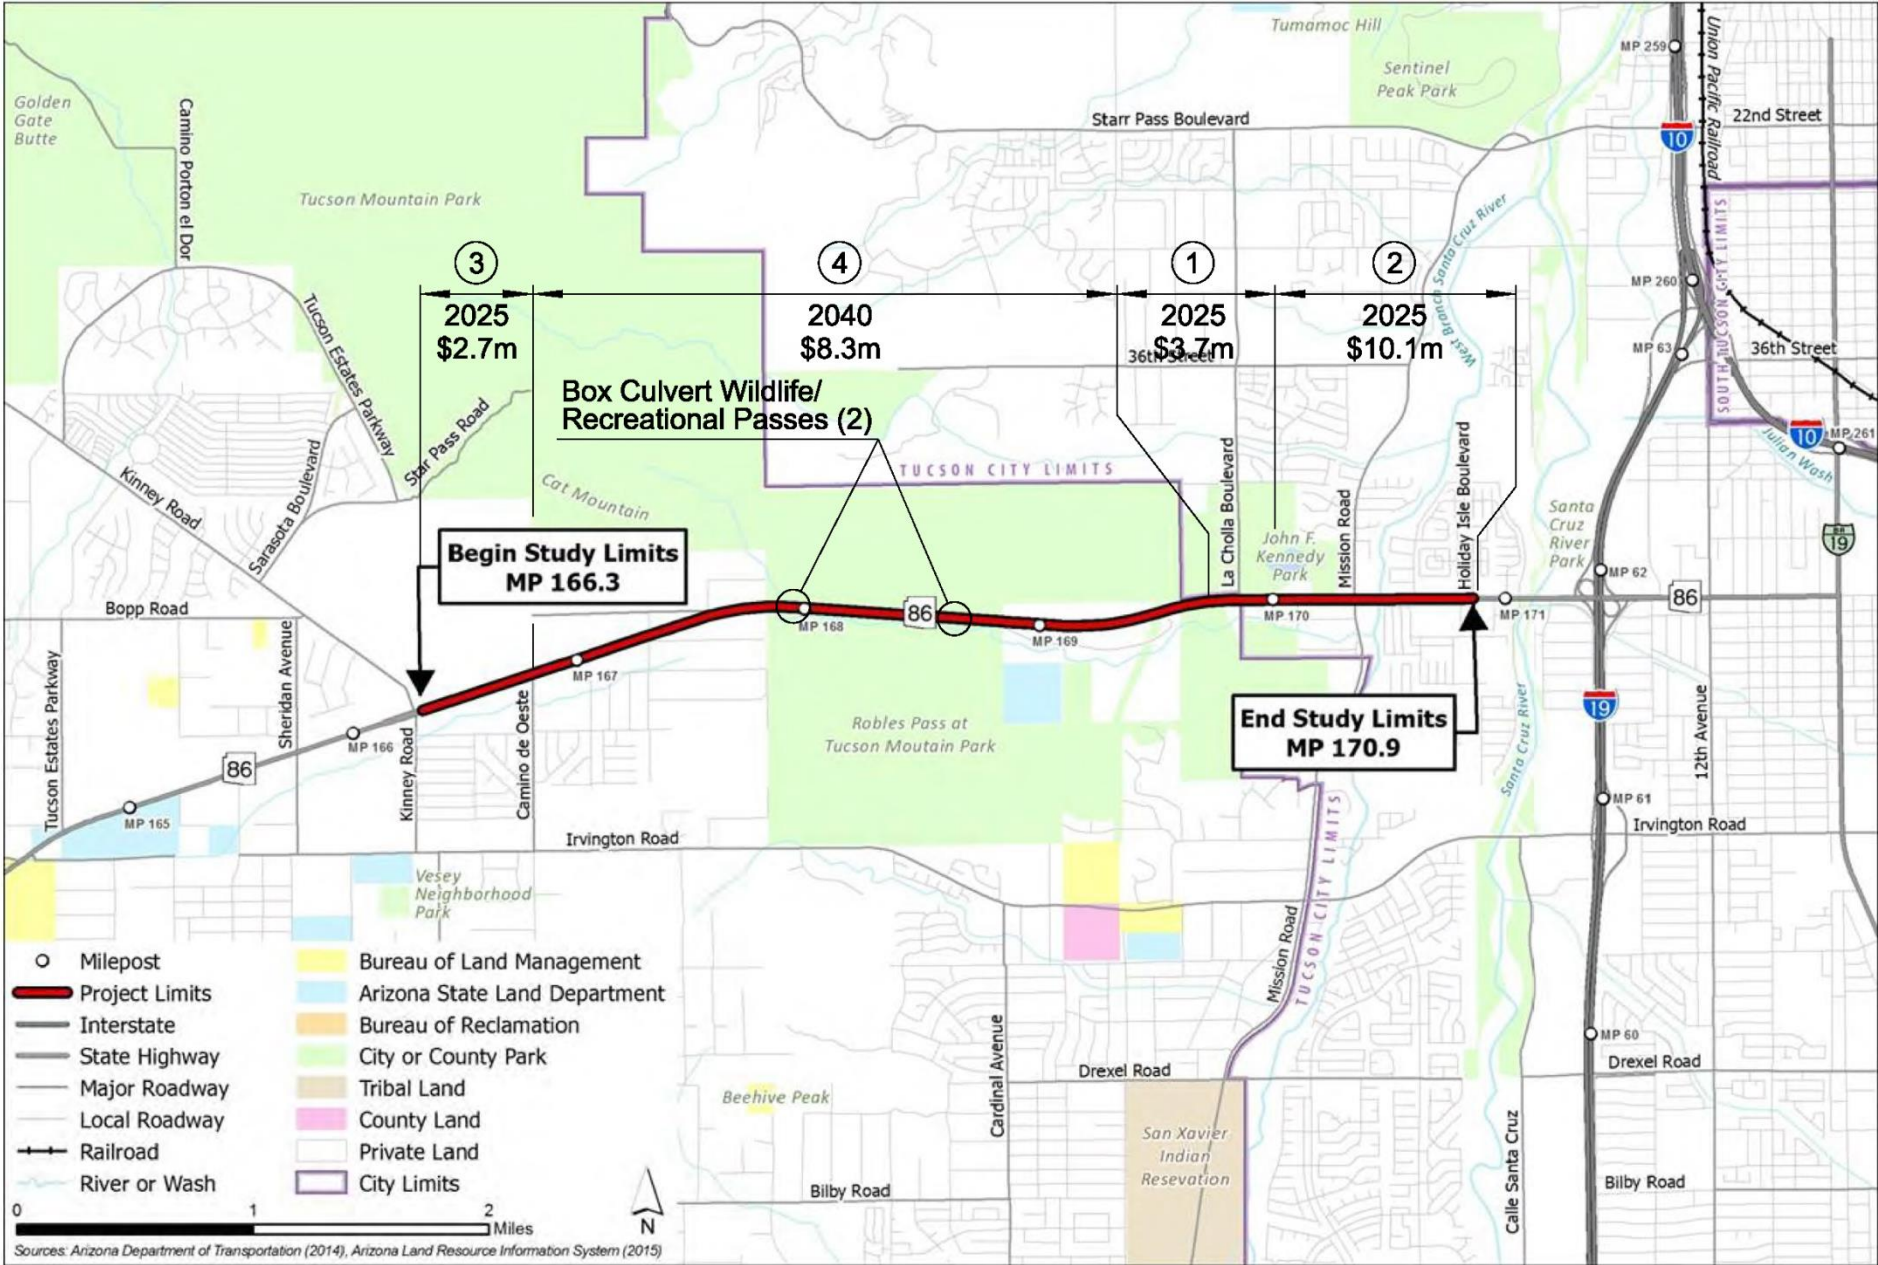 Tumamoc Hill
MP 259
Union Pacific Railroad
Sentinel
Peak Park
Golden
Gate
Butte
Camino Porton el Dor
Starr Pass Boulevard
22nd Street
10
Tucson Mountain Park
West Branch Santa Cruz River
SOUTH TUCSON CITY LIMITS
3
4
1
2
MP 260
2025
2040
2025
2025
$2.7m
$8.3m
$3.7m
$10.1m
Tucson Estates Parkway
36th Street
MP 63
36th Street
Box Culvert Wildlife/
Recreational Passes (2)
Star Pass Road
Kinney Road
Sarasota Boulevard
TUCSON CITY LIMITS
La Cholla Boulevard
Mission Road
Holiday Isle Boulevard
10
MP 261
Julian Wash
Cat Mountain
Santa
Cruz
River
Park
John F.
Kennedy
Park
BR
19
Begin Study Limits
MP 166.3
MP 62
Bopp Road
86
86
MP 168
MP 169
MP 170
MP 171
Tucson Estates Parkway
Sheridan Avenue
MP 167
Camino de Oeste
Robles Pass at
Tucson Moutain Park
End Study Limits
MP 170.9
Santa Cruz River
19
12th Avenue
MP 166
Kinney Road
86
MP 165
MP 61
Irvington Road
Irvington Road
TUCSON CITY LIMITS
Vesey
Neighborhood
Park
Mission Road
Milepost
Project Limits
Interstate
State Highway
Major Roadway
Local Roadway
Railroad
River or Wash
Bureau of Land Management
Arizona State Land Department
Bureau of Reclamation
City or County Park
Tribal Land
County Land
Private Land
City Limits
Cardinal Avenue
MP 60
Drexel Road
Drexel Road
Beehive Peak
San Xavier
Indian
Resevation
Calle Santa Cruz
Bilby Road
Bilby Road
0
1
2
Miles
N
Sources: Arizona Department of Transportation (2014), Arizona Land Resource Information System (2015)